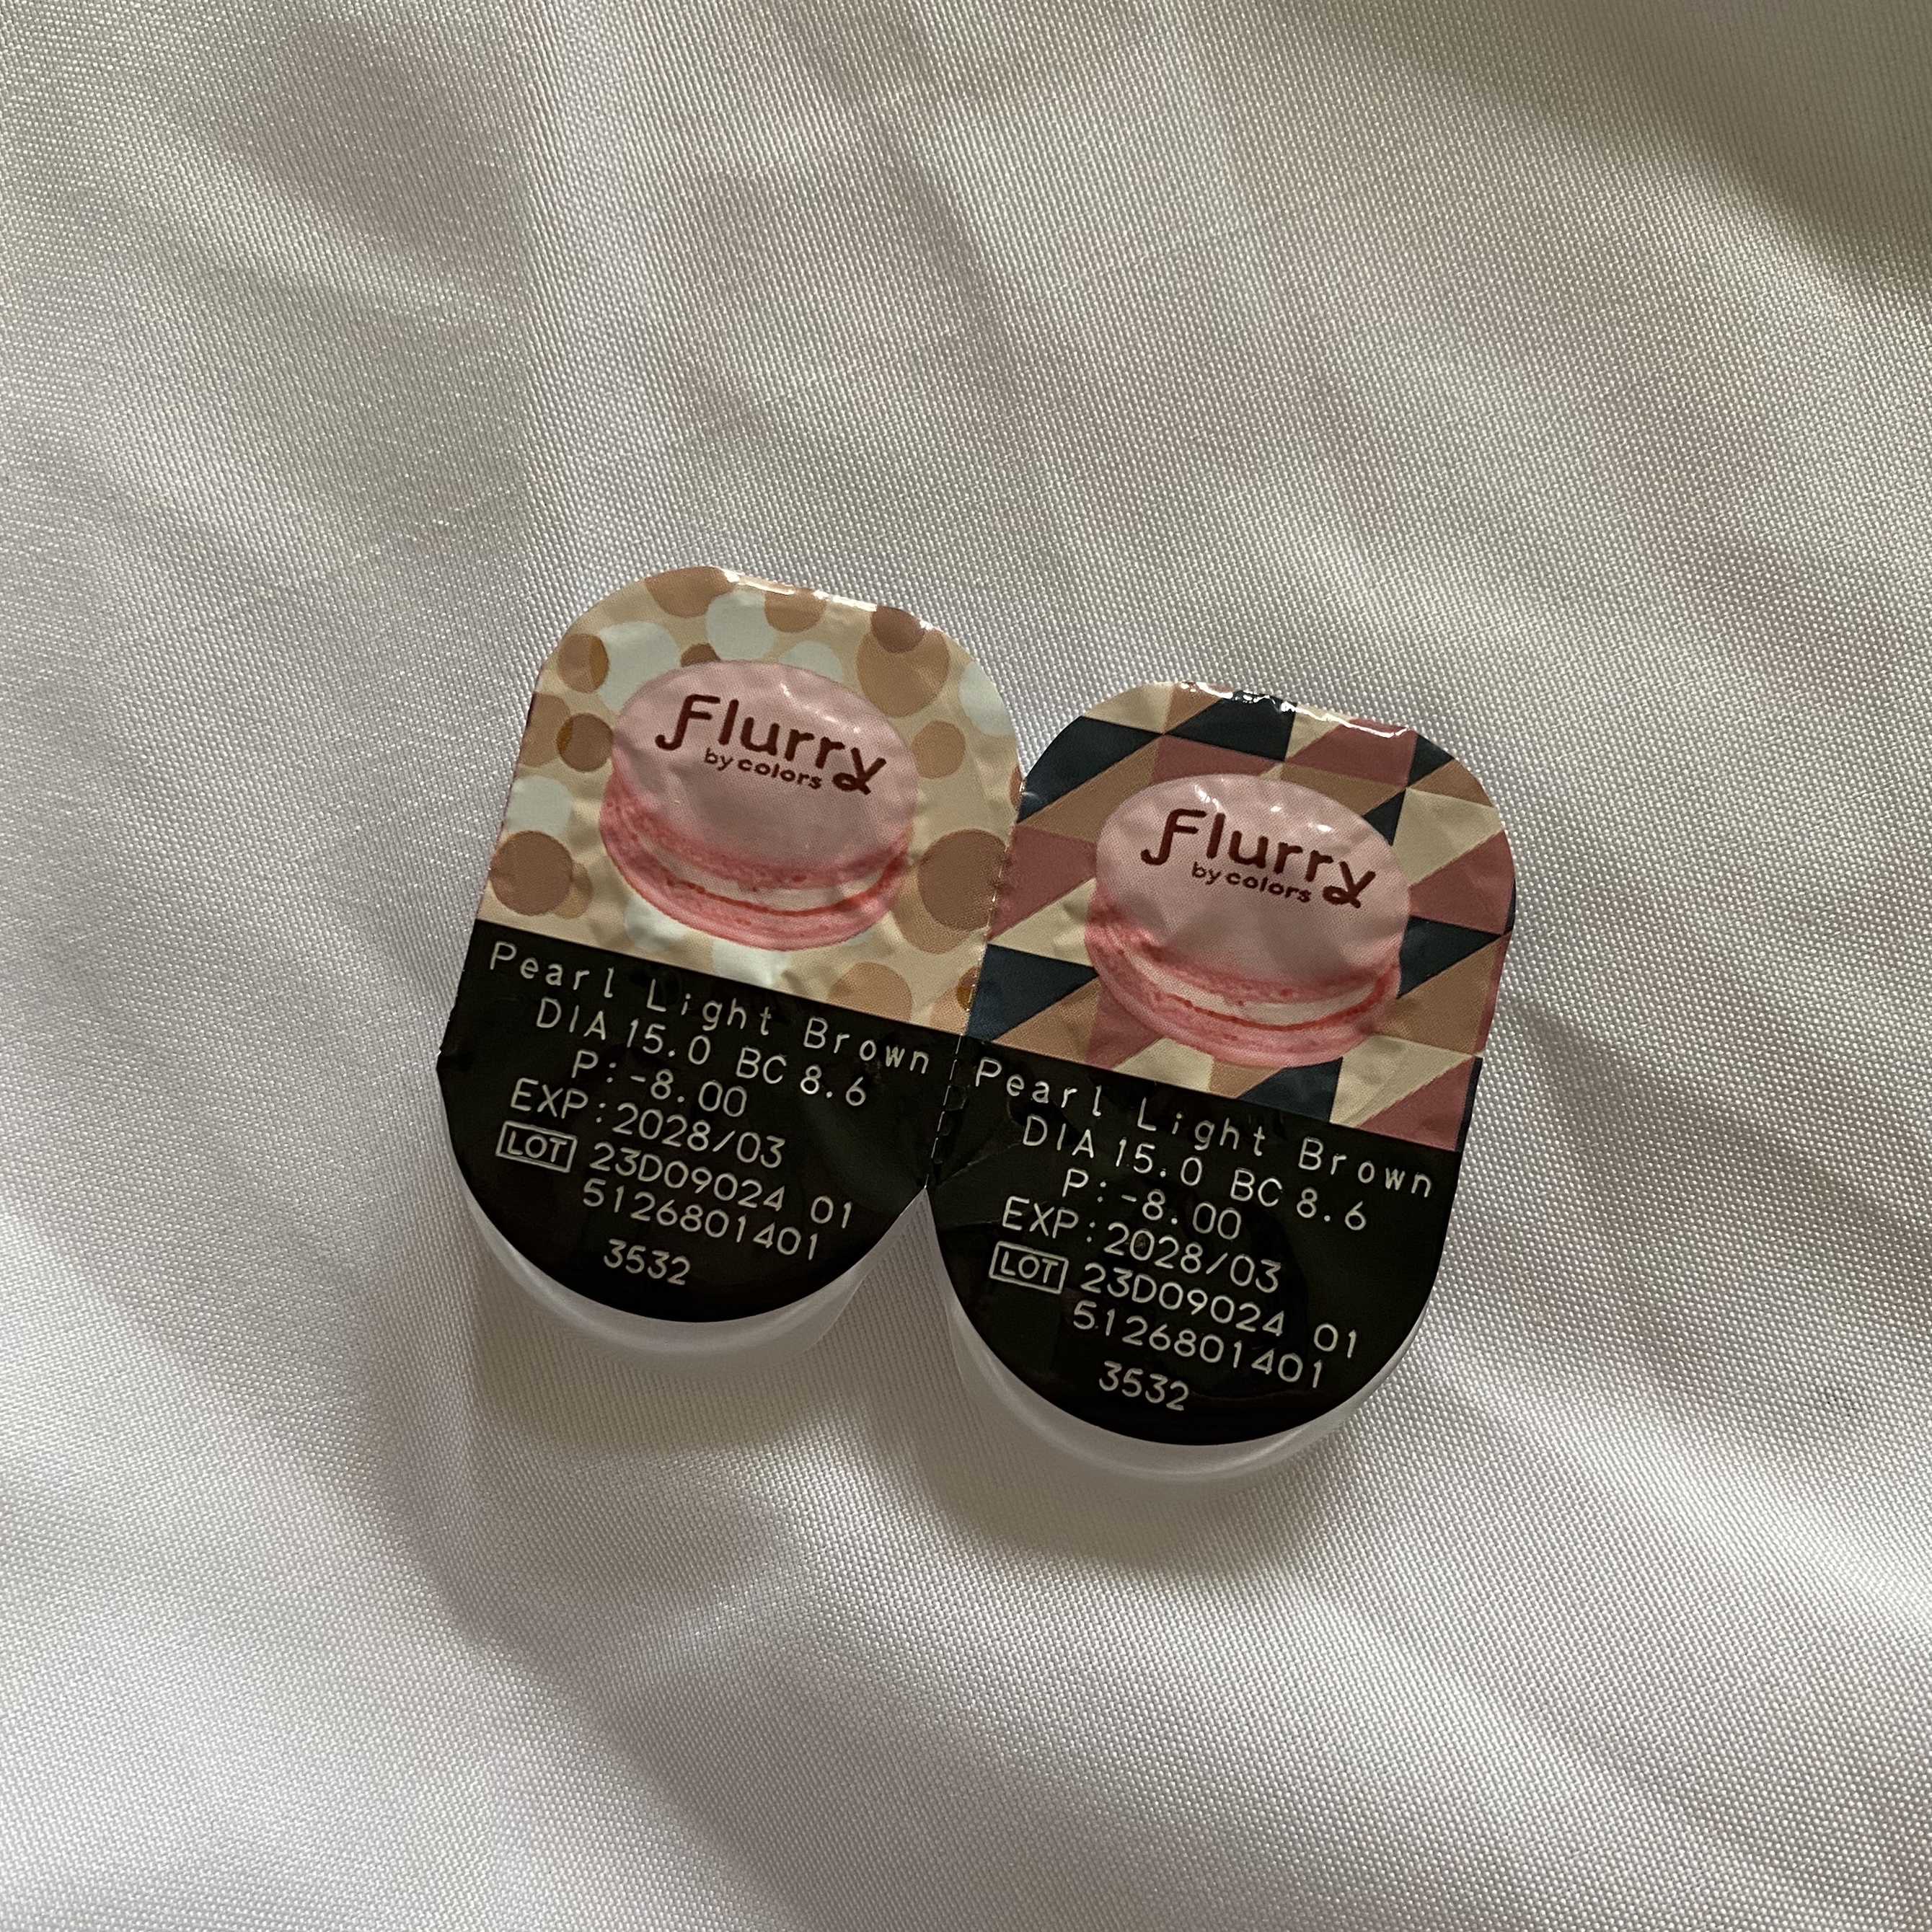 Flurry
by colors
Pearl Light Brown
DIA 15.0 BC 8.6
P:-8.00
EXP:2028/03
LOT 23D09024 01
5126801401
3532
Flurry
by colors
Pearl Light Brown
DIA 15.0 BC 8.6
P:-8.00
EXP:2028/03
LOT 23D09024 01
5126801401
3532